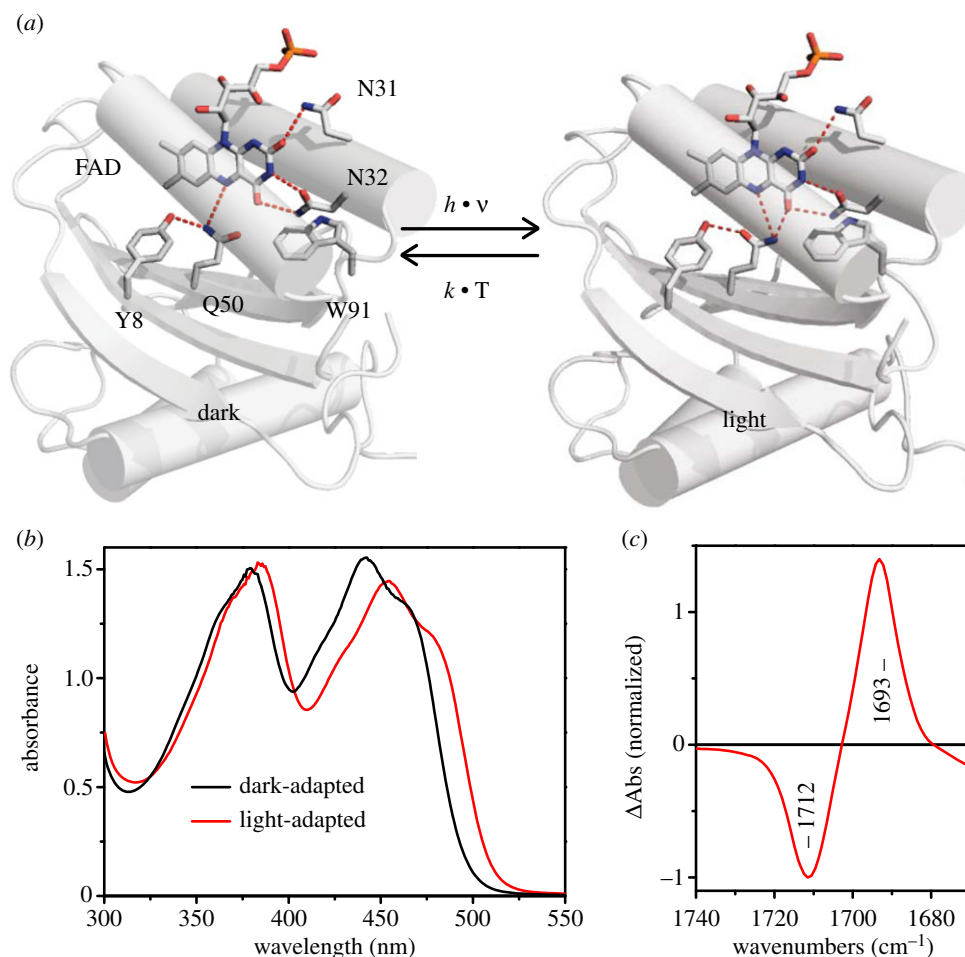 (a)
N31
FAD
N32
h • ν
k • T
Y8
Q50
W91
dark
light
(b)
absorbance
1.5
1.0
0.5
0
dark-adapted
light-adapted
300 350 400 450 500 550
wavelength (nm)
(c)
ΔAbs (normalized)
1
0
−1
− 1712
1693 −
1740 1720 1700 1680
wavenumbers (cm⁻¹)